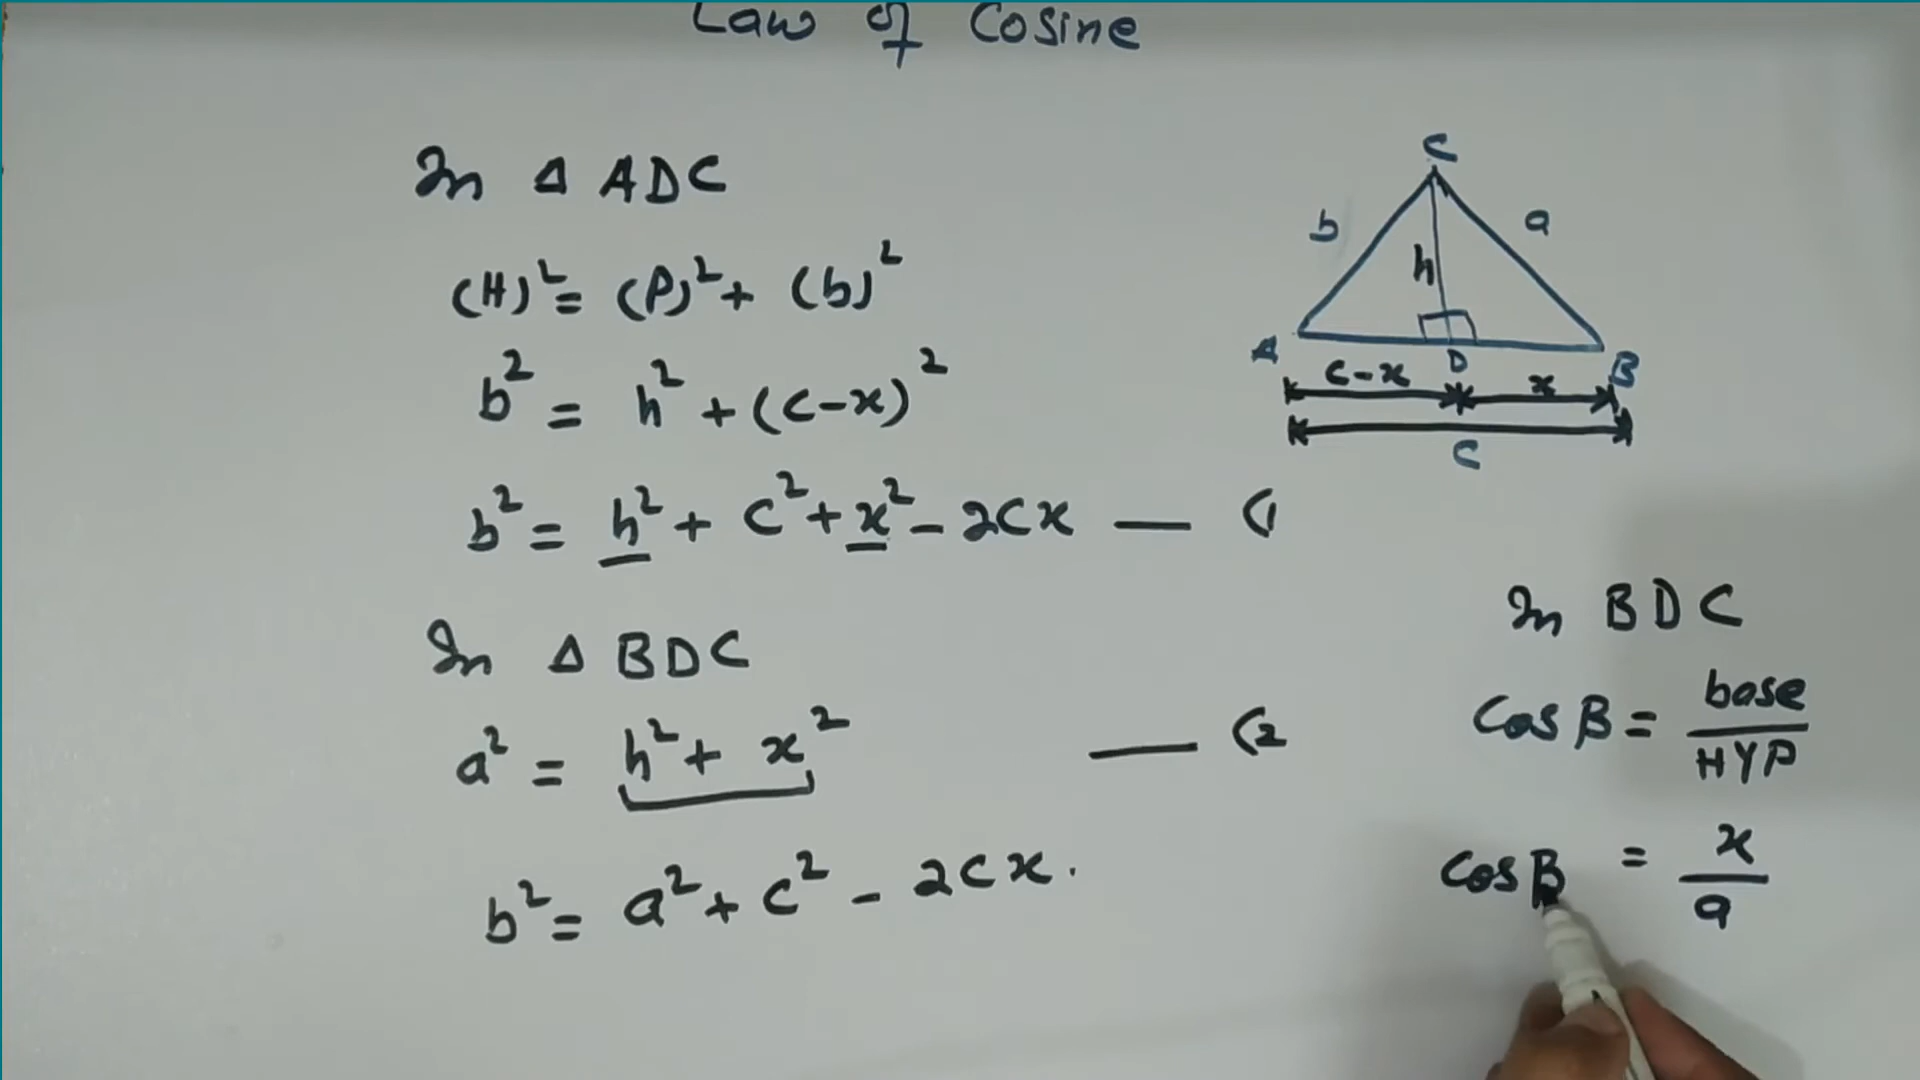 Law of Cosine
In Δ ADC
(H)² = (P)² + (b)²
b² = h² + (c-x)²
b² = h² + c² + x² - 2cx — (1
In Δ BDC
a² = h² + x² — (2
b² = a² + c² - 2cx.
C
b
a
h
A
D
B
c-x
x
c
In BDC
Cos B = base
HYP
Cos B = x
a